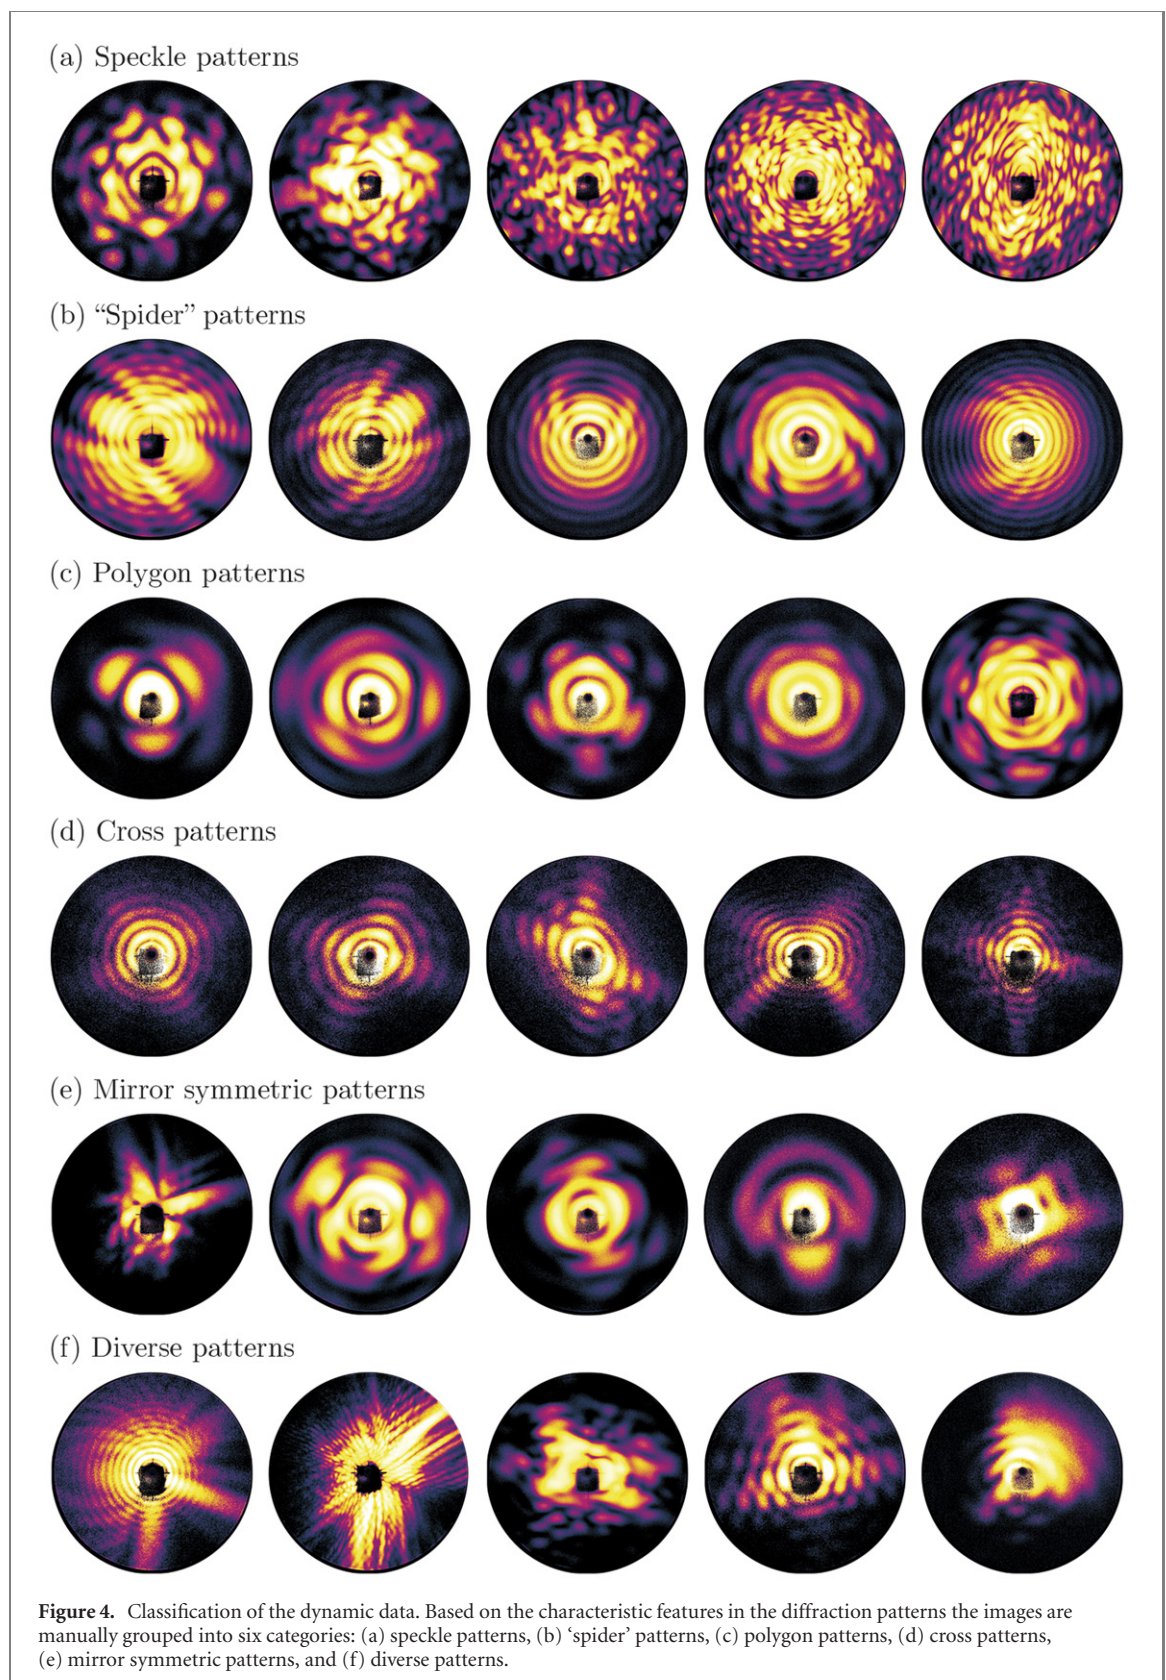 (a) Speckle patterns
(b) “Spider” patterns
(c) Polygon patterns
(d) Cross patterns
(e) Mirror symmetric patterns
(f) Diverse patterns
Figure 4. Classification of the dynamic data. Based on the characteristic features in the diffraction patterns the images are
manually grouped into six categories: (a) speckle patterns, (b) ‘spider’ patterns, (c) polygon patterns, (d) cross patterns,
(e) mirror symmetric patterns, and (f) diverse patterns.